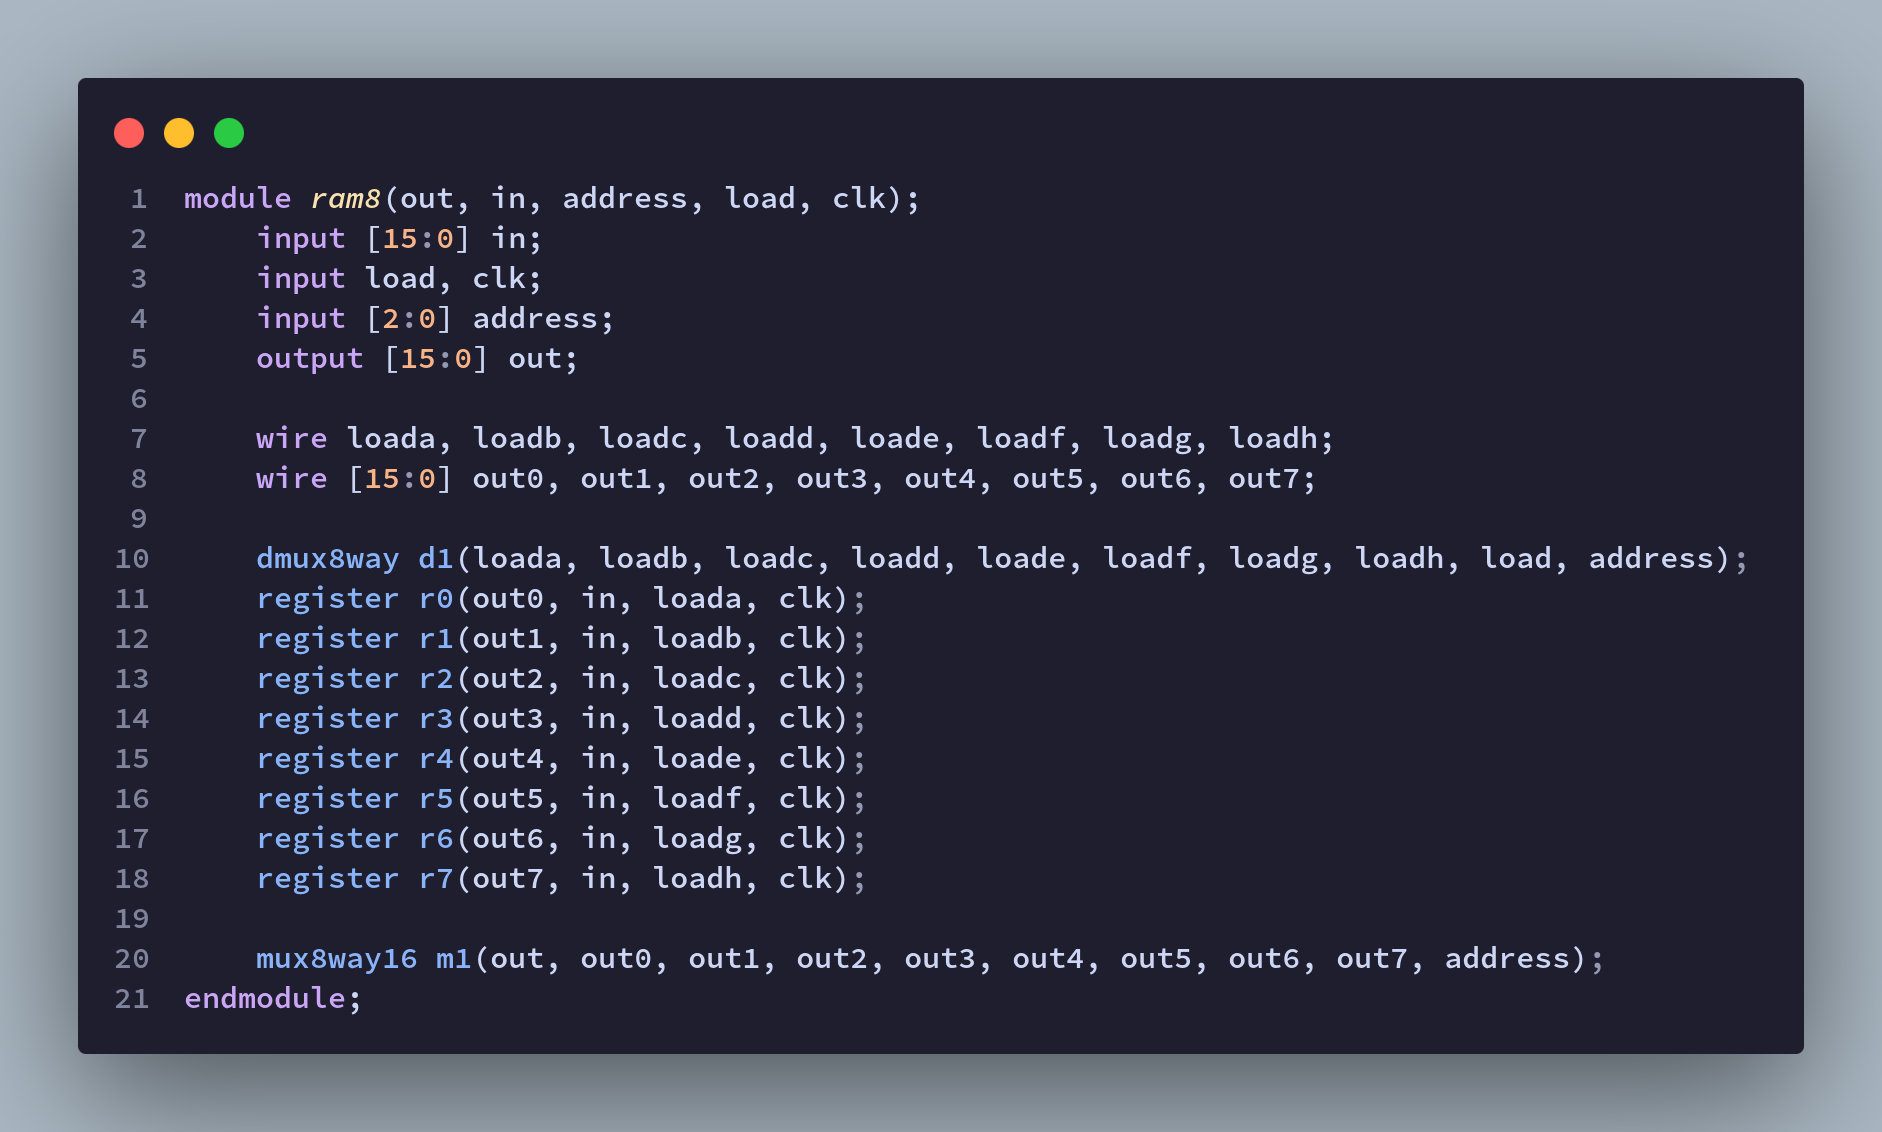 1 module ram8(out, in, address, load, clk);
2     input [15:0] in;
3     input load, clk;
4     input [2:0] address;
5     output [15:0] out;
6
7     wire loada, loadb, loadc, loadd, loade, loadf, loadg, loadh;
8     wire [15:0] out0, out1, out2, out3, out4, out5, out6, out7;
9
10     dmux8way d1(loada, loadb, loadc, loadd, loade, loadf, loadg, loadh, load, address);
11     register r0(out0, in, loada, clk);
12     register r1(out1, in, loadb, clk);
13     register r2(out2, in, loadc, clk);
14     register r3(out3, in, loadd, clk);
15     register r4(out4, in, loade, clk);
16     register r5(out5, in, loadf, clk);
17     register r6(out6, in, loadg, clk);
18     register r7(out7, in, loadh, clk);
19
20     mux8way16 m1(out, out0, out1, out2, out3, out4, out5, out6, out7, address);
21 endmodule;